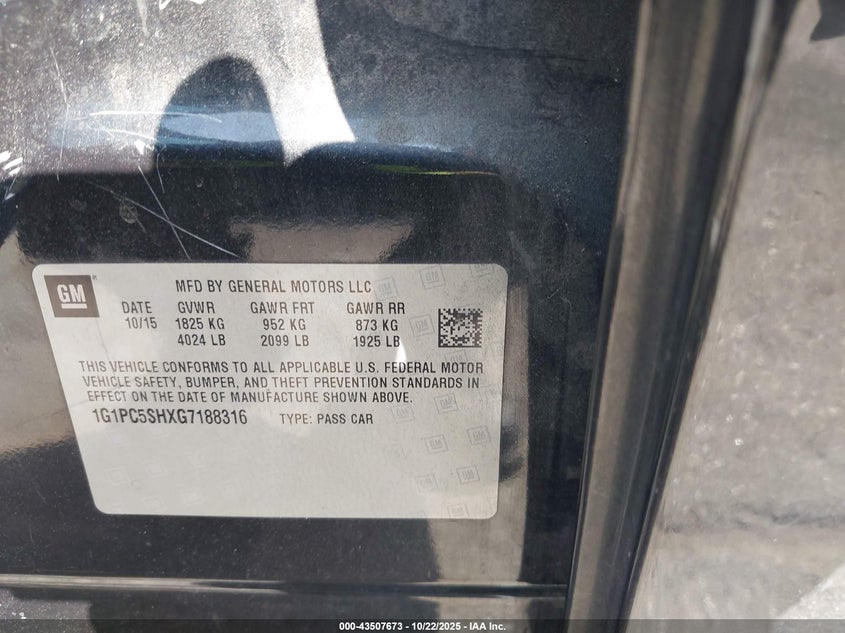 GM
MFD BY GENERAL MOTORS LLC
DATE GVWR GAWR FRT GAWR RR
10/15 1825 KG 952 KG 873 KG
4024 LB 2099 LB 1925 LB
THIS VEHICLE CONFORMS TO ALL APPLICABLE U.S. FEDERAL MOTOR
VEHICLE SAFETY, BUMPER, AND THEFT PREVENTION STANDARDS IN
EFFECT ON THE DATE OF MANUFACTURE SHOWN ABOVE.
1G1PC5SHXG7188316 TYPE: PASS CAR
000-43507673 - 10/22/2025 - IAA Inc.